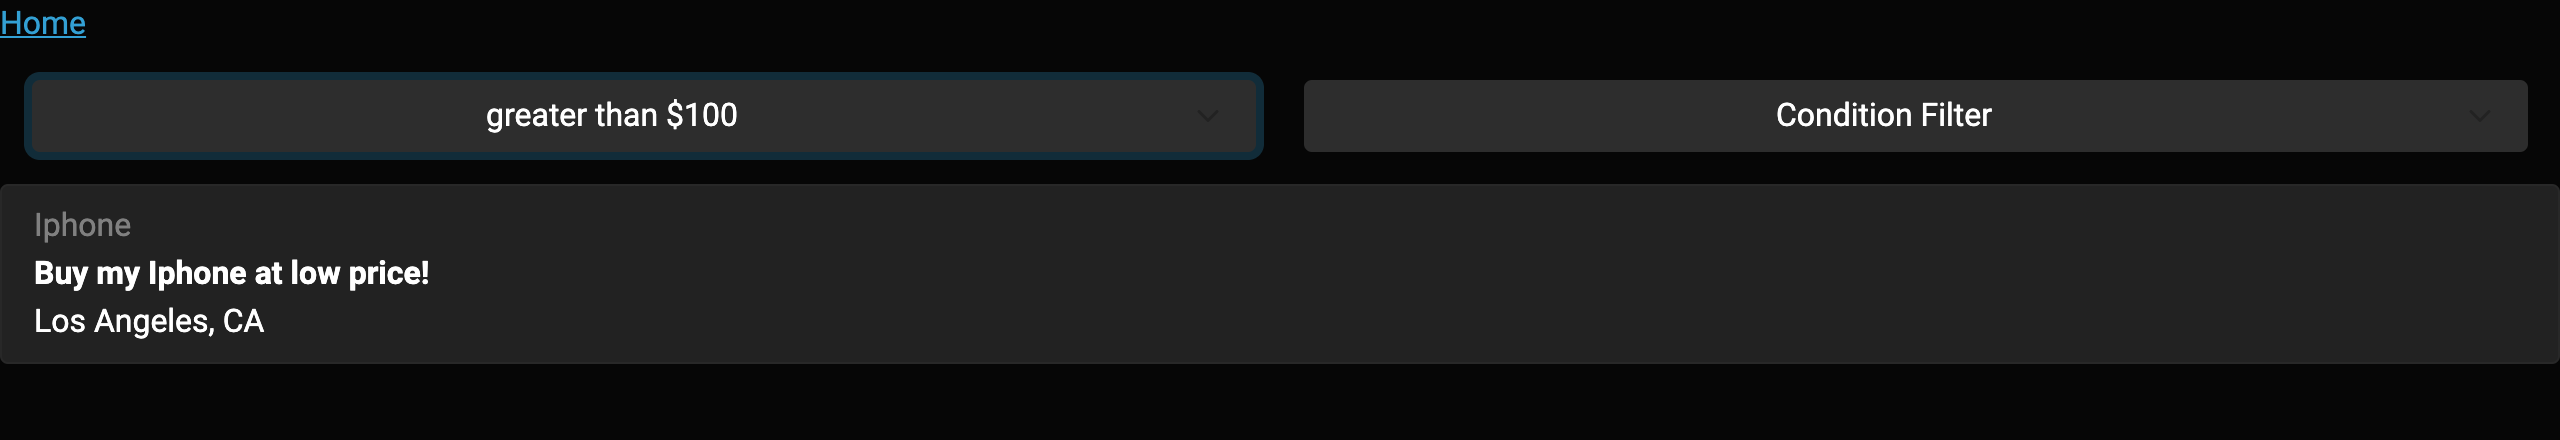 Home
greater than $100
Condition Filter
Iphone
Buy my Iphone at low price!
Los Angeles, CA